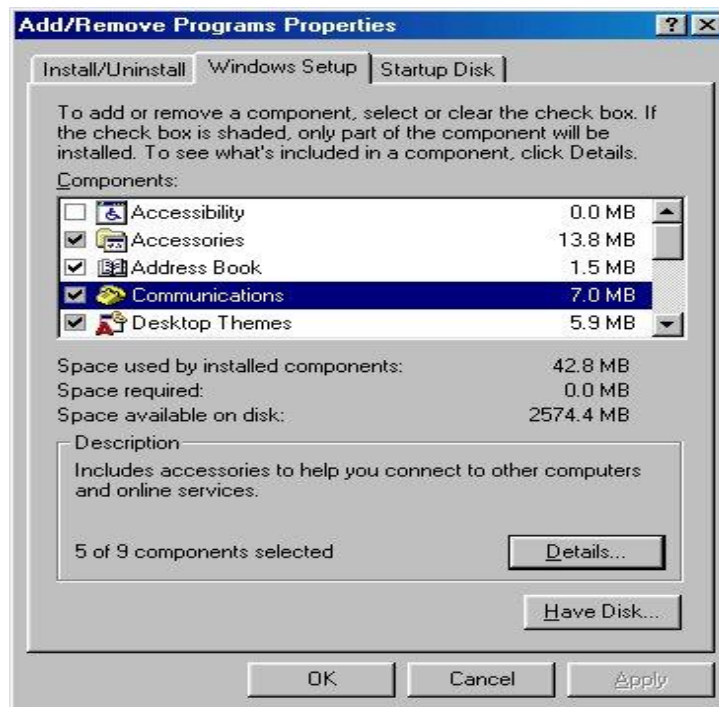 Add/Remove Programs Properties
Install/Uninstall Windows Setup Startup Disk
To add or remove a component, select or clear the check box. If
the check box is shaded, only part of the component will be
installed. To see what's included in a component, click Details.
Components:
Accessibility 0.0 MB
Accessories 13.8 MB
Address Book 1.5 MB
Communications 7.0 MB
Desktop Themes 5.9 MB
Space used by installed components: 42.8 MB
Space required: 0.0 MB
Space available on disk: 2574.4 MB
Description
Includes accessories to help you connect to other computers
and online services.
5 of 9 components selected Details...
Have Disk...
OK Cancel Apply